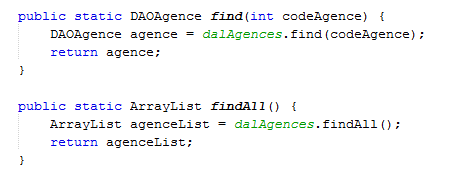 public static DAOAgence find(int codeAgence) {
    DAOAgence agence = dalAgences.find(codeAgence);
    return agence;
}

public static ArrayList findAll() {
    ArrayList agenceList = dalAgences.findAll();
    return agenceList;
}